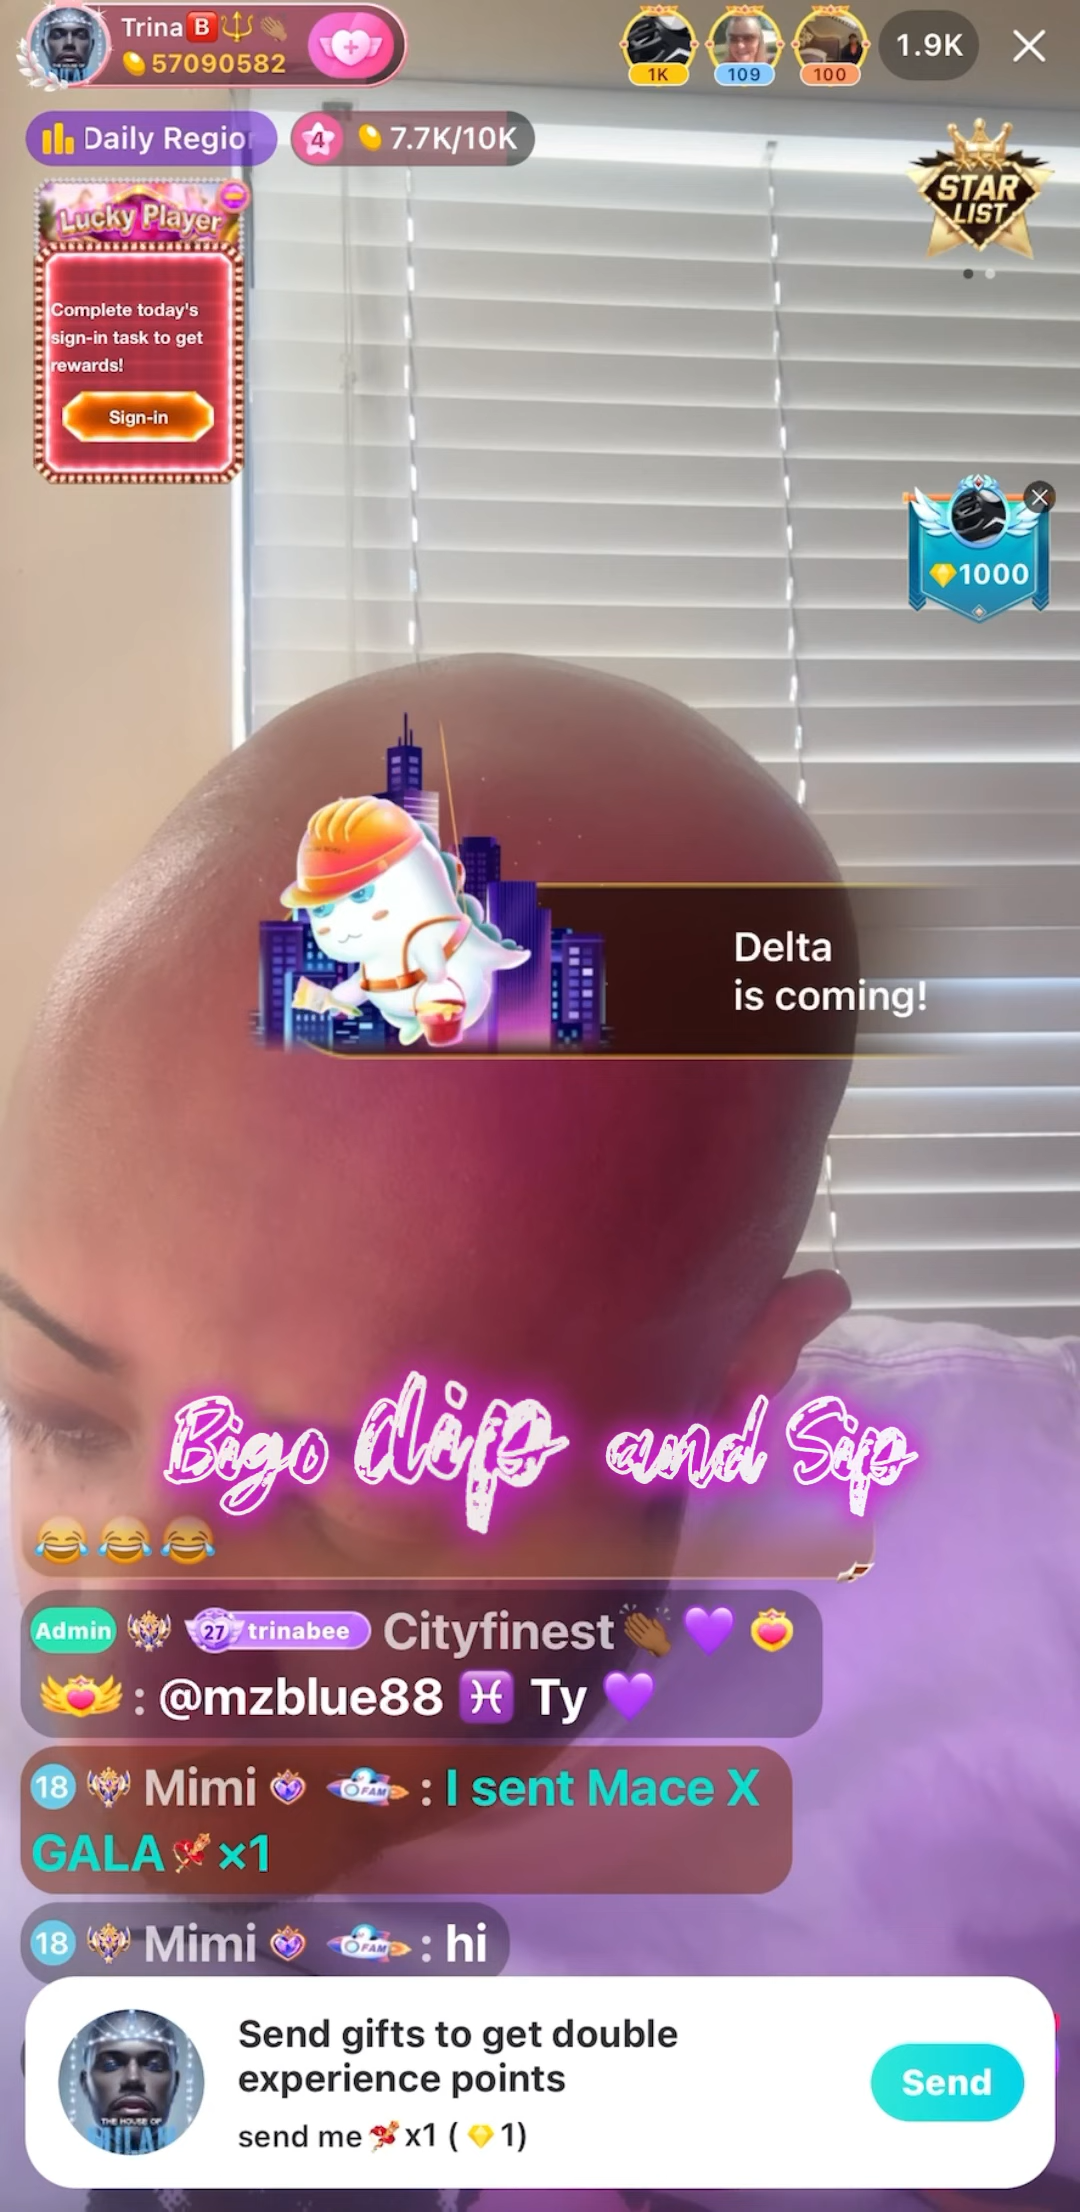 Trina B
57090582
1K
109
100
1.9K
Daily Regior
4
7.7K/10K
STAR
LIST
Lucky Player
Complete today's
sign-in task to get
rewards!
Sign-in
1000
Delta
is coming!
Bigo dip and Sip
😂😂😂
Admin 27 trinabee Cityfinest👏🏾 💜
: @mzblue88 ♓ Ty 💜
18 Mimi FAM : I sent Mace X
GALA x1
18 Mimi FAM : hi
THE HOUSE OF
Send gifts to get double
experience points
send me x1 ( 1)
Send